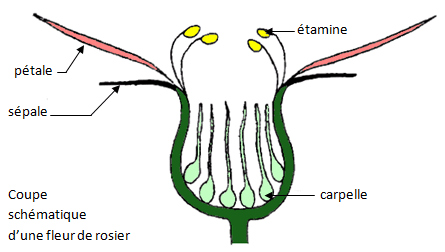 étamine
pétale
sépale
carpelle
Coupe
schématique
d'une fleur de rosier